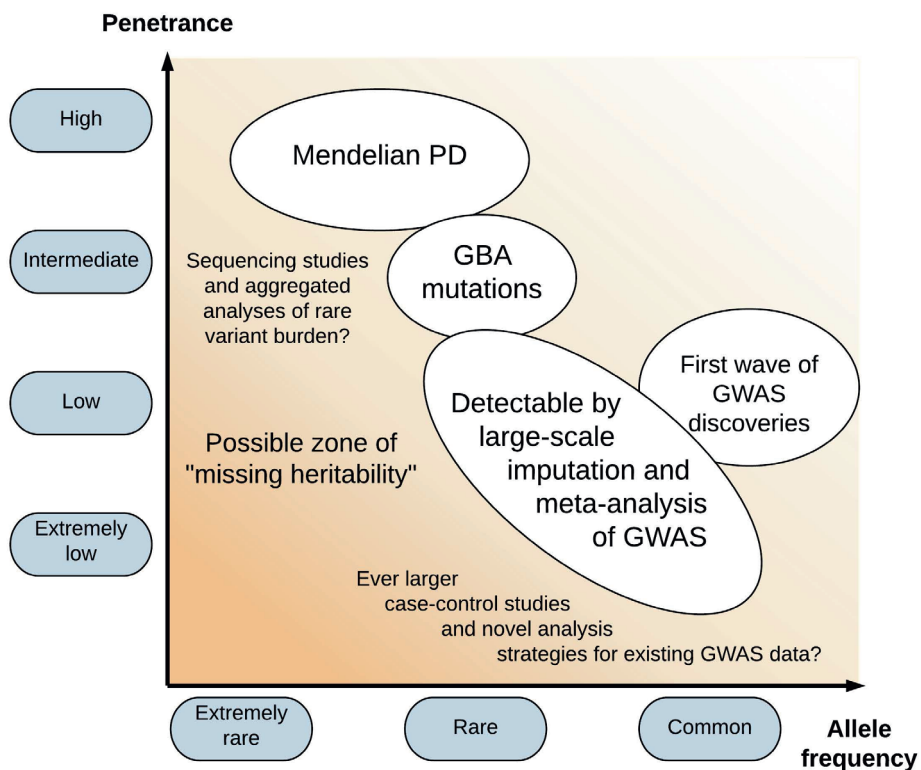 Penetrance
High
Mendelian PD
Intermediate
Sequencing studies
and aggregated
analyses of rare
variant burden?
GBA
mutations
Low
First wave of
GWAS
discoveries
Detectable by
large-scale
imputation and
meta-analysis
of GWAS
Possible zone of
"missing heritability"
Extremely
low
Ever larger
case-control studies
and novel analysis
strategies for existing GWAS data?
Extremely
rare
Rare
Common
Allele
frequency